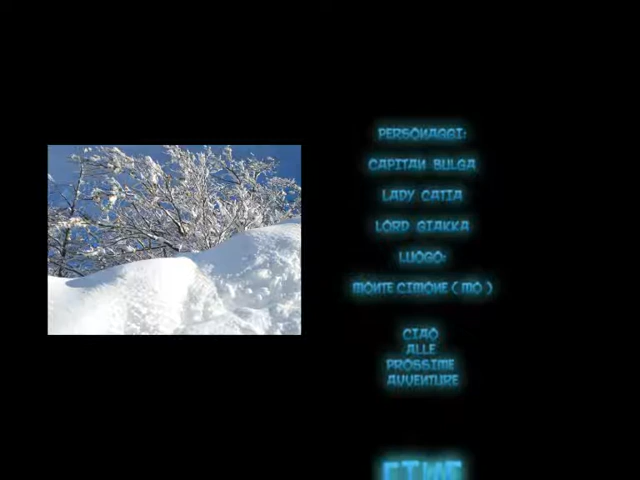 PERSONAGGI:
CAPITAN BULGA
LADY CATIA
LORD GIAKKA
LUOGO:
MONTE CIMONE ( MO )
CIAO
ALLE
PROSSIME
AVVENTURE